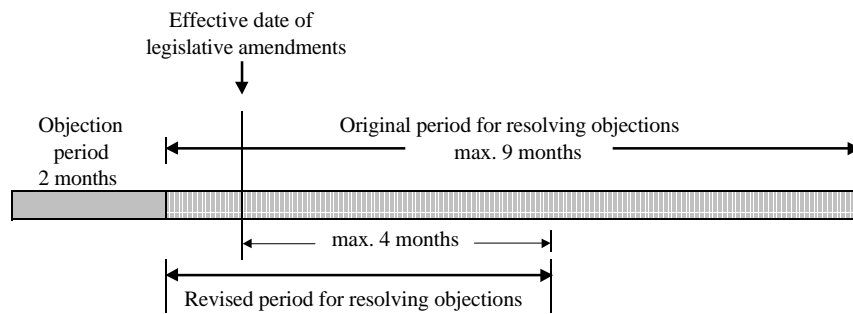 Effective date of
legislative amendments
Objection
period
2 months
Original period for resolving objections
max. 9 months
max. 4 months
Revised period for resolving objections